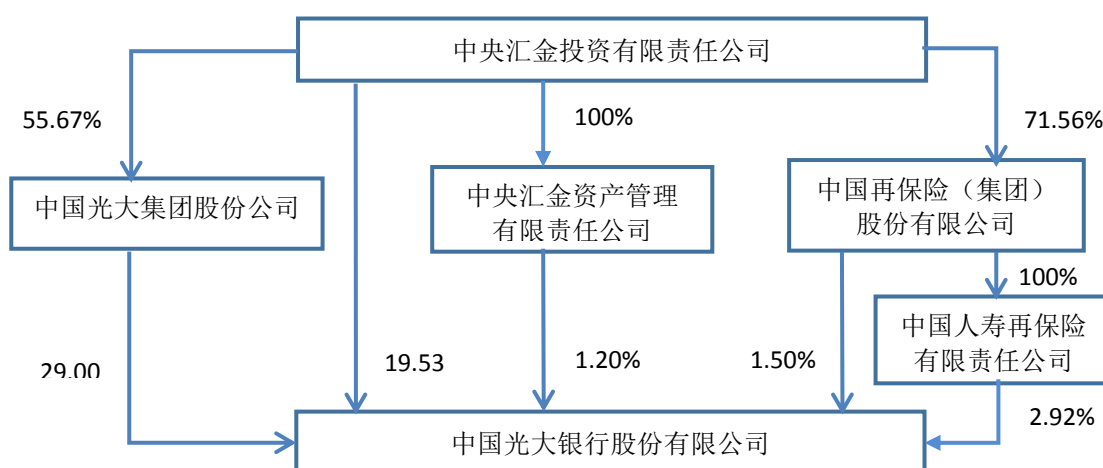 中央汇金投资有限责任公司
55.67%
100%
71.56%
中国光大集团股份公司
中央汇金资产管理
有限责任公司
中国再保险（集团）
股份有限公司
100%
中国人寿再保险
有限责任公司
29.00
19.53
1.20%
1.50%
2.92%
中国光大银行股份有限公司